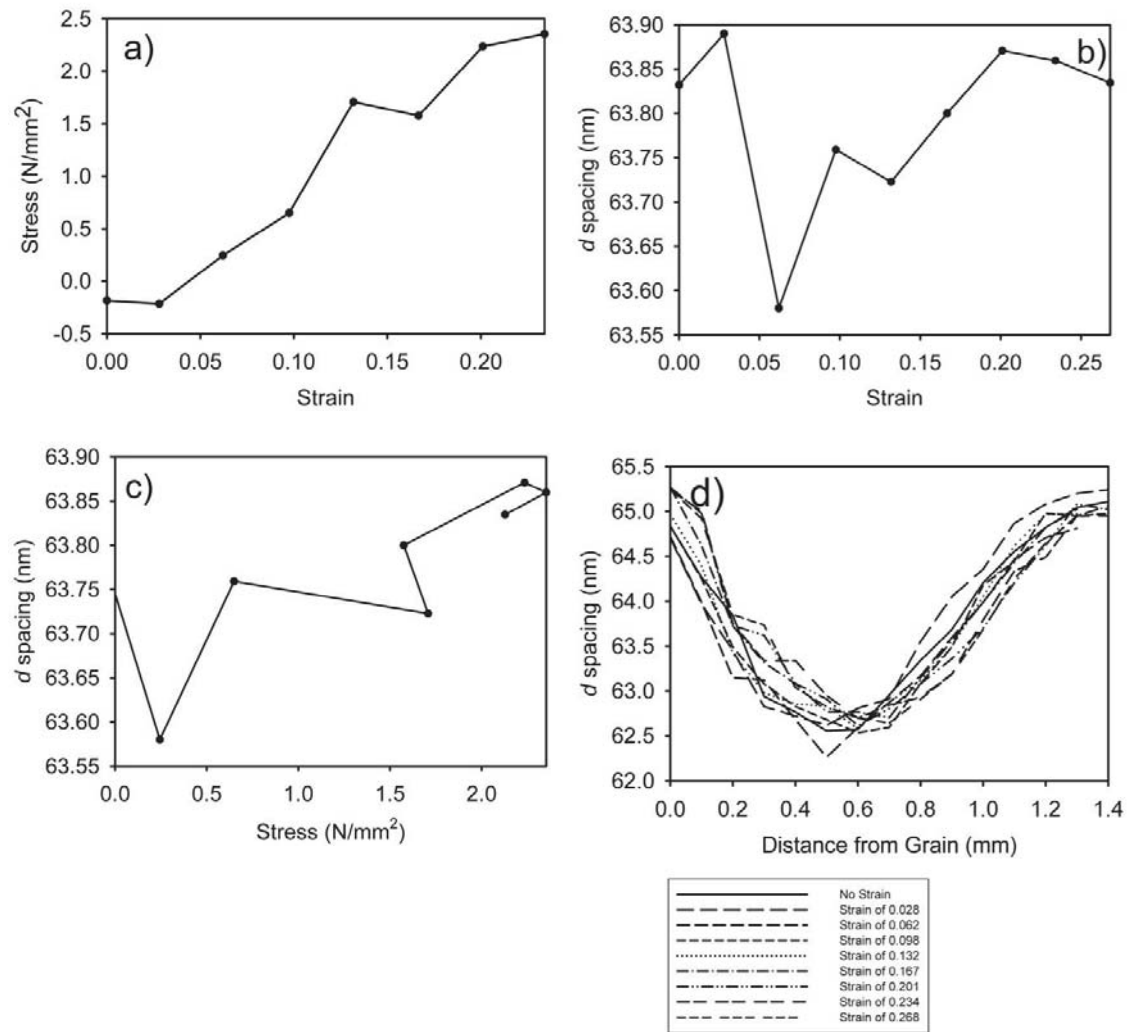 a)
2.5
2.0
1.5
1.0
0.5
0.0
-0.5
Stress (N/mm²)
0.00 0.05 0.10 0.15 0.20
Strain
b)
63.90
63.85
63.80
63.75
63.70
63.65
63.60
63.55
d spacing (nm)
0.00 0.05 0.10 0.15 0.20 0.25
Strain
c)
63.90
63.85
63.80
63.75
63.70
63.65
63.60
63.55
d spacing (nm)
0.0 0.5 1.0 1.5 2.0
Stress (N/mm²)
d)
65.5
65.0
64.5
64.0
63.5
63.0
62.5
62.0
d spacing (nm)
0.0 0.2 0.4 0.6 0.8 1.0 1.2 1.4
Distance from Grain (mm)
No Strain
Strain of 0.028
Strain of 0.062
Strain of 0.098
Strain of 0.132
Strain of 0.167
Strain of 0.201
Strain of 0.234
Strain of 0.268